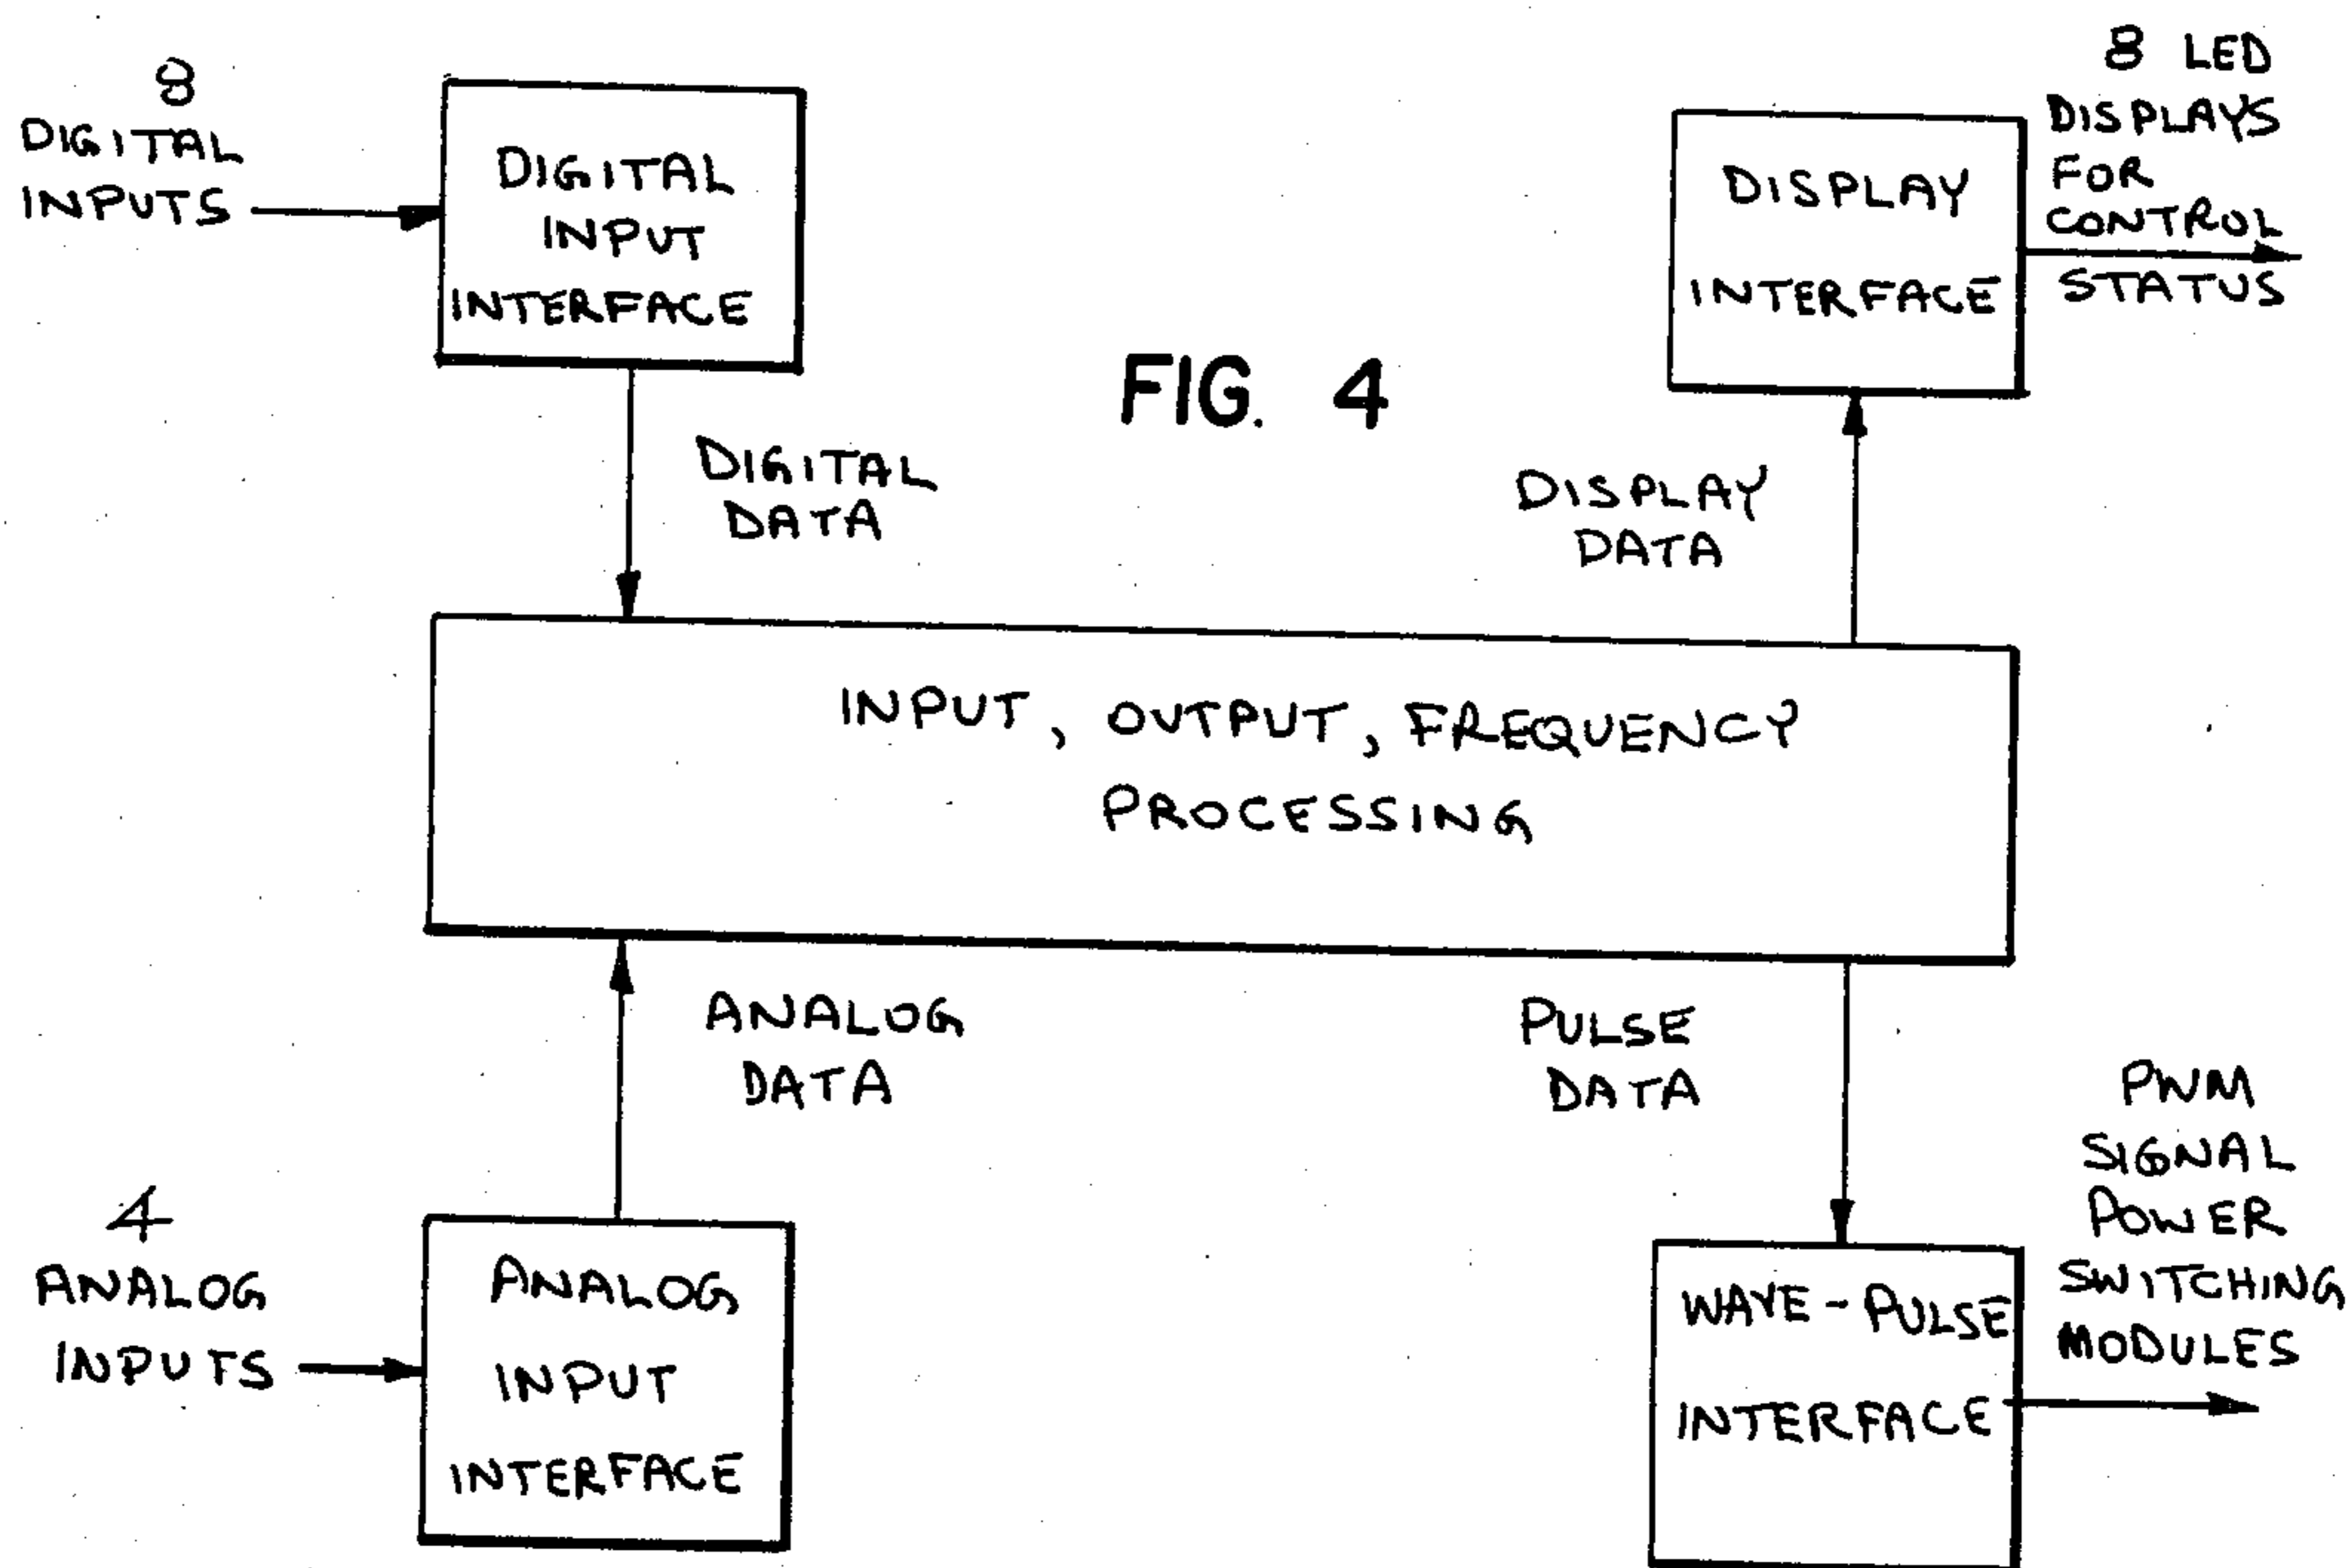 8
DIGITAL
INPUTS
DIGITAL
INPUT
INTERFACE
8 LED
DISPLAYS
FOR
CONTROL
STATUS
DISPLAY
INTERFACE
FIG. 4
DIGITAL
DATA
DISPLAY
DATA
INPUT, OUTPUT, FREQUENCY
PROCESSING
ANALOG
DATA
PULSE
DATA
4
ANALOG
INPUTS
ANALOG
INPUT
INTERFACE
WAVE-PULSE
INTERFACE
PWM
SIGNAL
POWER
SWITCHING
MODULES